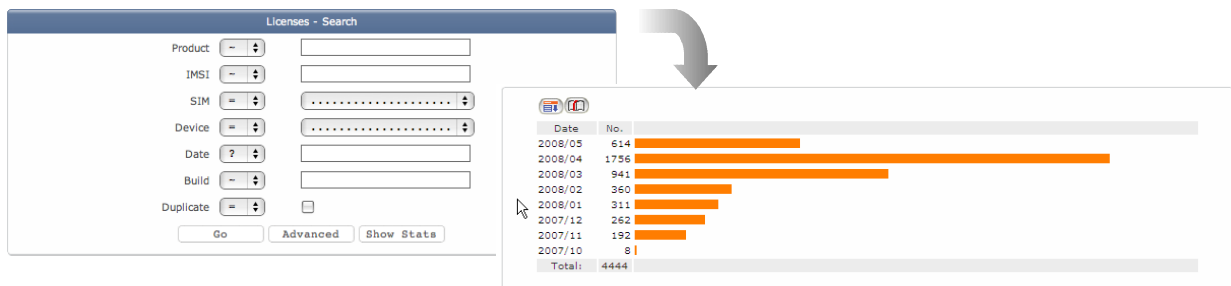 Licenses - Search
Product ~
IMSI ~
SIM = ....................
Device = ....................
Date ?
Build ~
Duplicate =
Go Advanced Show Stats
Date No.
2008/05 614
2008/04 1756
2008/03 941
2008/02 360
2008/01 311
2007/12 262
2007/11 192
2007/10 8
Total: 4444